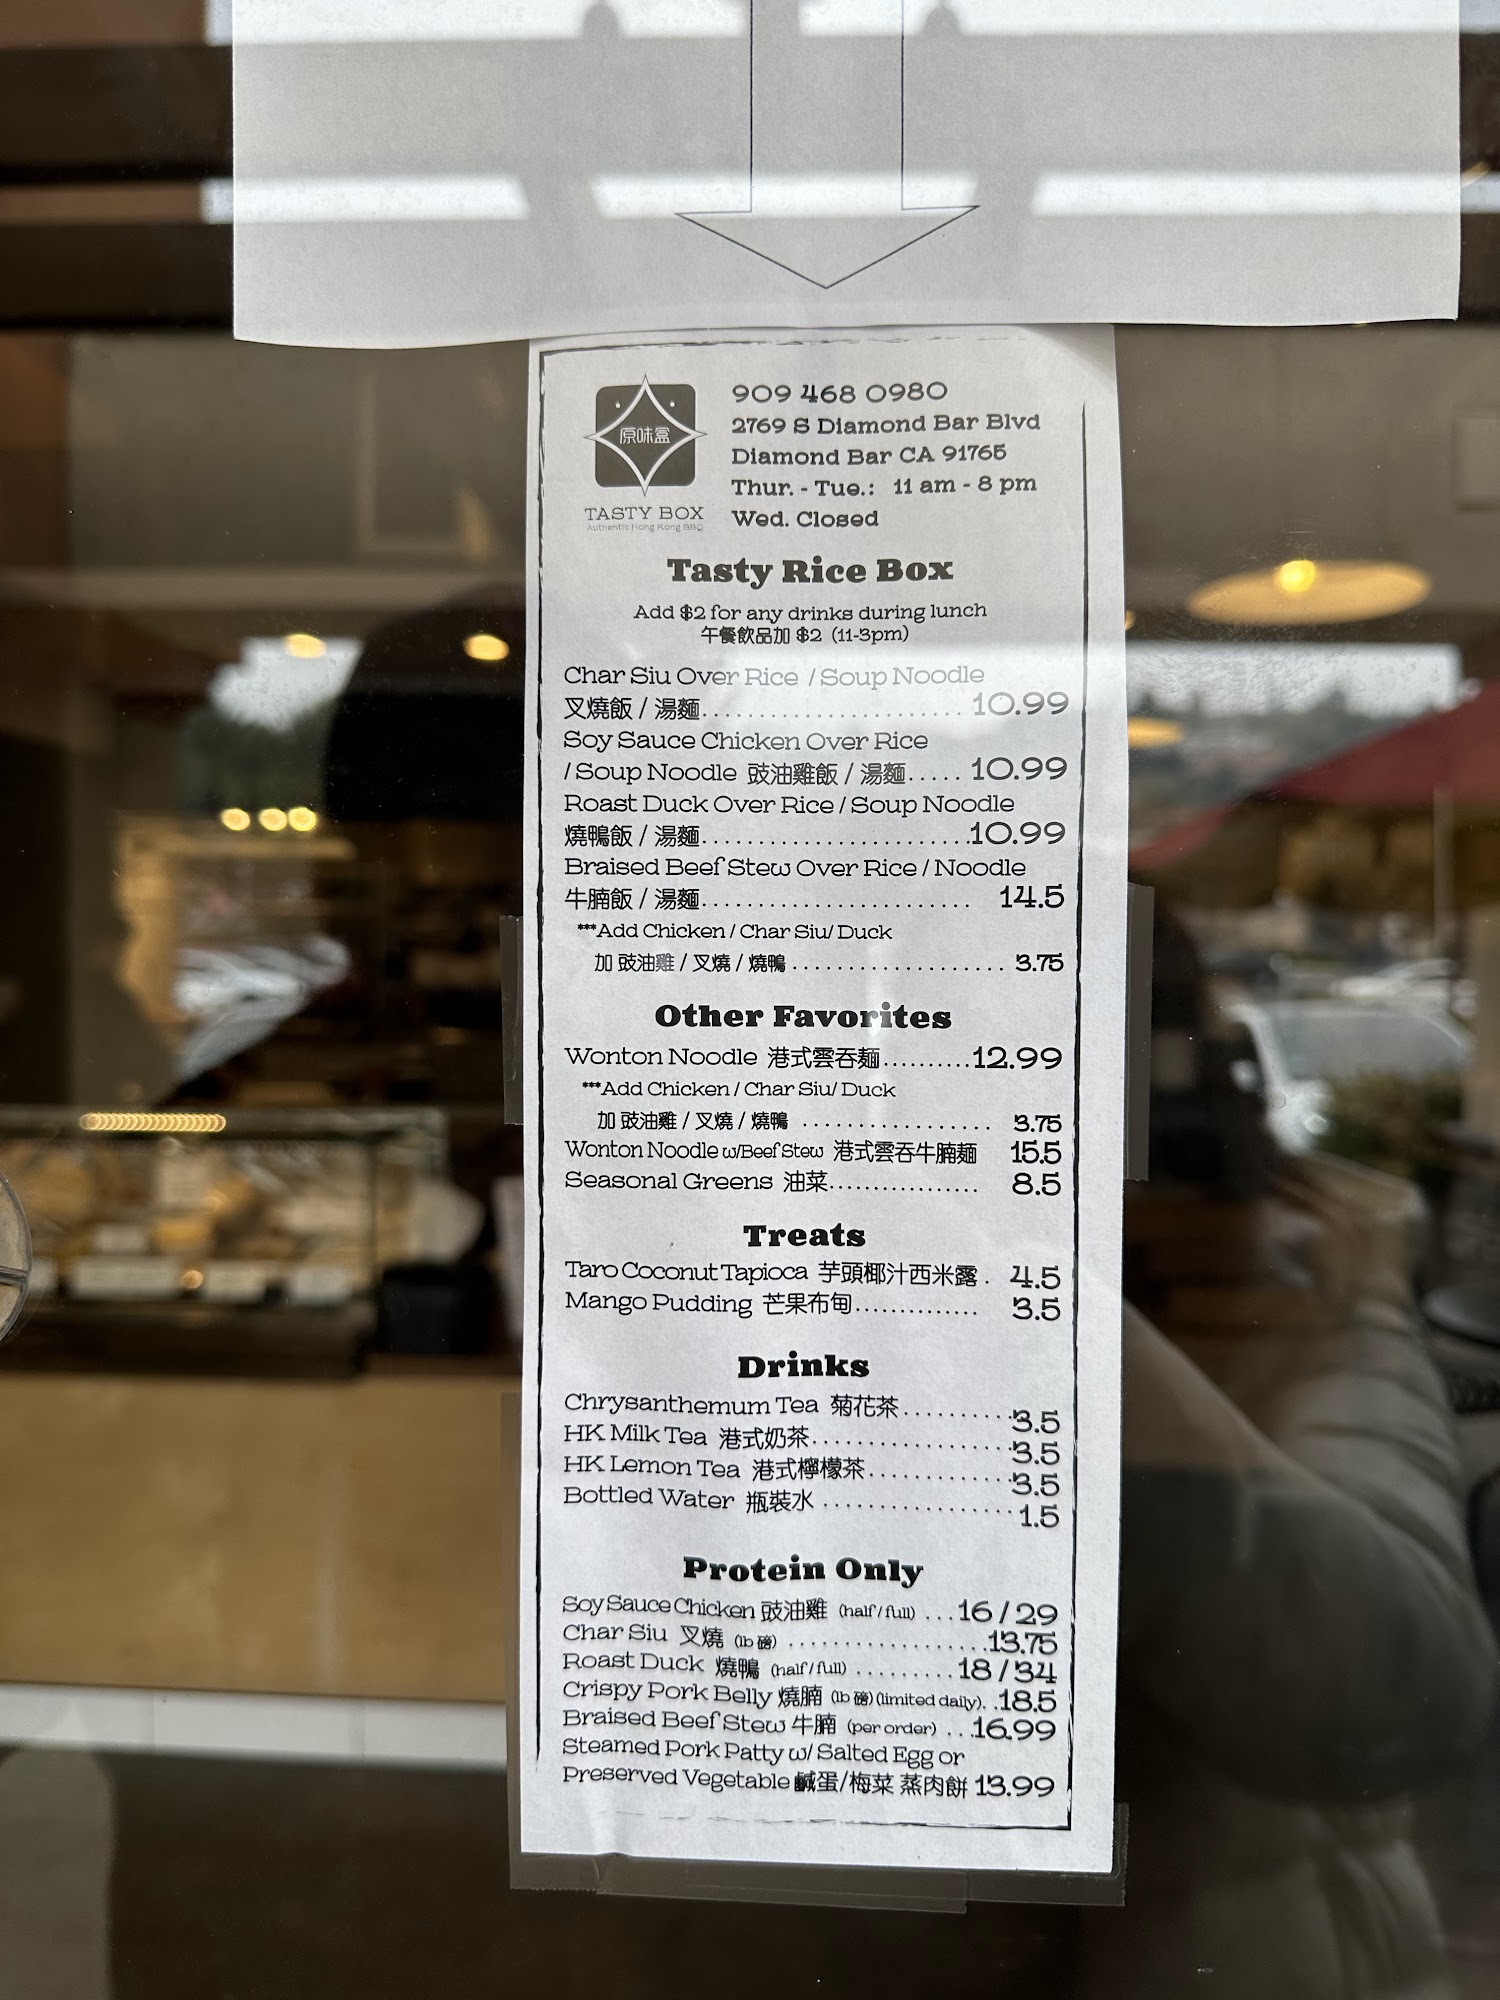 原味盒
TASTY BOX
Authentic Hong Kong BBQ
909 468 0980
2769 S Diamond Bar Blvd
Diamond Bar CA 91765
Thur. - Tue.: 11 am - 8 pm
Wed. Closed
Tasty Rice Box
Add $2 for any drinks during lunch
午餐飲品加 $2 (11-3pm)
Char Siu Over Rice / Soup Noodle
叉燒飯 / 湯麵....................... 10.99
Soy Sauce Chicken Over Rice
/ Soup Noodle 豉油雞飯 / 湯麵..... 10.99
Roast Duck Over Rice / Soup Noodle
燒鴨飯 / 湯麵........................10.99
Braised Beef Stew Over Rice / Noodle
牛腩飯 / 湯麵........................ 14.5
***Add Chicken / Char Siu/ Duck
加 豉油雞 / 叉燒 / 燒鴨 ................... 3.75
Other Favorites
Wonton Noodle 港式雲吞麵..........12.99
***Add Chicken / Char Siu/ Duck
加 豉油雞 / 叉燒 / 燒鴨 ................. 3.75
Wonton Noodle w/Beef Stew 港式雲吞牛腩麵 15.5
Seasonal Greens 油菜................. 8.5
Treats
Taro Coconut Tapioca 芋頭椰汁西米露 . 4.5
Mango Pudding 芒果布甸.............. 3.5
Drinks
Chrysanthemum Tea 菊花茶..........3.5
HK Milk Tea 港式奶茶..................3.5
HK Lemon Tea 港式檸檬茶.............3.5
Bottled Water 瓶裝水 .................1.5
Protein Only
Soy Sauce Chicken 豉油雞 (half/full) ...16 / 29
Char Siu 叉燒 (lb 磅) ..................13.75
Roast Duck 燒鴨 (half/full) .........18 / 34
Crispy Pork Belly 燒腩 (lb 磅) (limited daily). .18.5
Braised Beef Stew 牛腩 (per order) ...16.99
Steamed Pork Patty w/ Salted Egg or
Preserved Vegetable 鹹蛋/梅菜 蒸肉餅 13.99